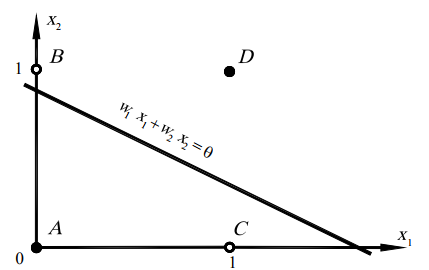 x₂
1 B D
w₁ x₁+w₂ x₂=θ
A C
x₁
0 1